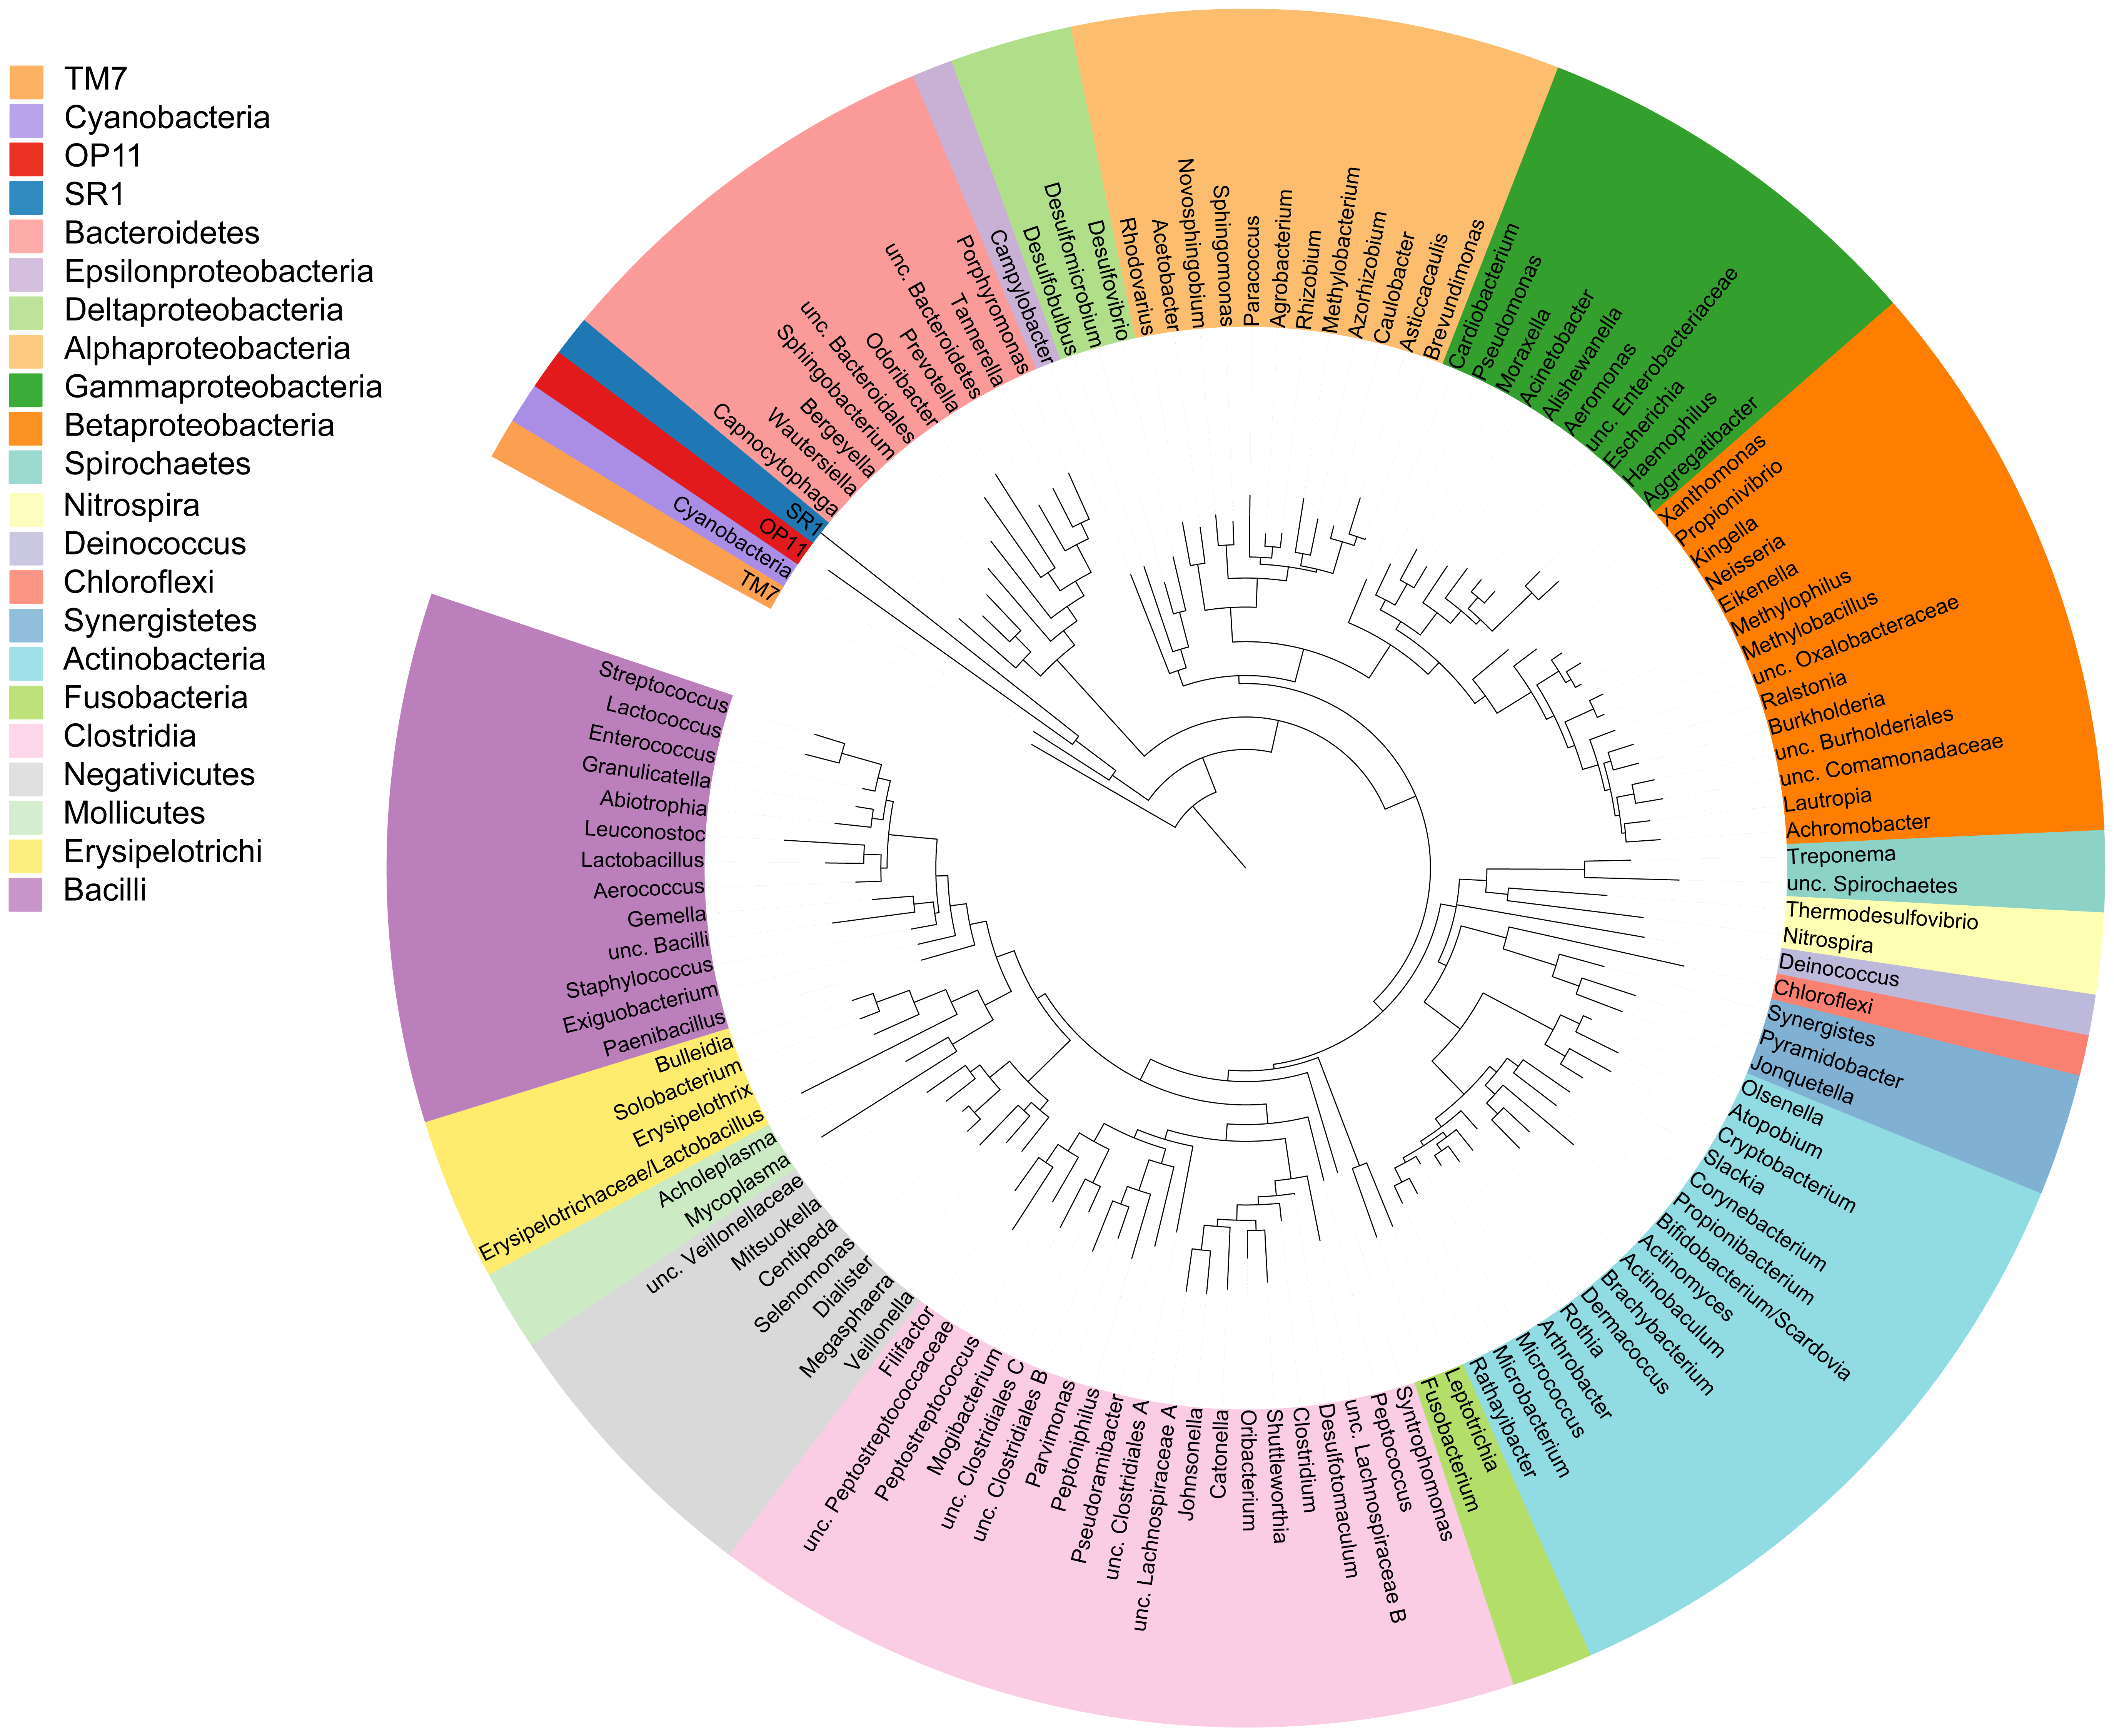 TM7
Cyanobacteria
OP11
SR1
Bacteroidetes
Epsilonproteobacteria
Deltaproteobacteria
Alphaproteobacteria
Gammaproteobacteria
Betaproteobacteria
Spirochaetes
Nitrospira
Deinococcus
Chloroflexi
Synergistetes
Actinobacteria
Fusobacteria
Clostridia
Negativicutes
Mollicutes
Erysipelotrichi
Bacilli
TM7
Cyanobacteria
OP11
SR1
Capnocytophaga
Wautersiella
Bergeyella
Sphingobacterium
unc. Bacteroidales
Odoribacter
Prevotella
unc. Bacteroidetes
Tannerella
Porphyromonas
Campylobacter
Desulfobulbus
Desulfomicrobium
Desulfovibrio
Rhodovarius
Acetobacter
Novosphingobium
Sphingomonas
Paracoccus
Agrobacterium
Rhizobium
Methylobacterium
Azorhizobium
Caulobacter
Asticcacaulis
Brevundimonas
Cardiobacterium
Pseudomonas
Moraxella
Acinetobacter
Alishewanella
Aeromonas
unc. Enterobacteriaceae
Escherichia
Haemophilus
Aggregatibacter
Xanthomonas
Propionivibrio
Kingella
Neisseria
Eikenella
Methylophilus
Methylobacillus
unc. Oxalobacteraceae
Ralstonia
Burkholderia
unc. Burholderiales
unc. Comamonadaceae
Lautropia
Achromobacter
Treponema
unc. Spirochaetes
Thermodesulfovibrio
Nitrospira
Deinococcus
Chloroflexi
Synergistes
Pyramidobacter
Jonquetella
Olsenella
Atopobium
Cryptobacterium
Slackia
Corynebacterium
Propionibacterium
Bifidobacterium/Scardovia
Actinomyces
Actinobaculum
Brachybacterium
Dermacoccus
Rothia
Arthrobacter
Micrococcus
Microbacterium
Rathayibacter
Leptotrichia
Fusobacterium
Syntrophomonas
Peptococcus
unc. Lachnospiraceae B
Desulfotomaculum
Clostridium
Shuttleworthia
Oribacterium
Catonella
Johnsonella
unc. Lachnospiraceae A
unc. Clostridiales A
Pseudoramibacter
Peptoniphilus
Parvimonas
unc. Clostridiales B
unc. Clostridiales C
Mogibacterium
Peptostreptococcus
unc. Peptostreptococcaceae
Filifactor
Veillonella
Megasphaera
Dialister
Selenomonas
Centipeda
Mitsuokella
unc. Veillonellaceae
Mycoplasma
Acholeplasma
Erysipelotrichaceae/Lactobacillus
Erysipelothrix
Solobacterium
Bulleidia
Paenibacillus
Exiguobacterium
Staphylococcus
unc. Bacilli
Gemella
Aerococcus
Lactobacillus
Leuconostoc
Abiotrophia
Granulicatella
Enterococcus
Lactococcus
Streptococcus